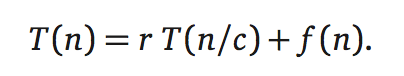 T(n) = r T(n/c) + f(n).